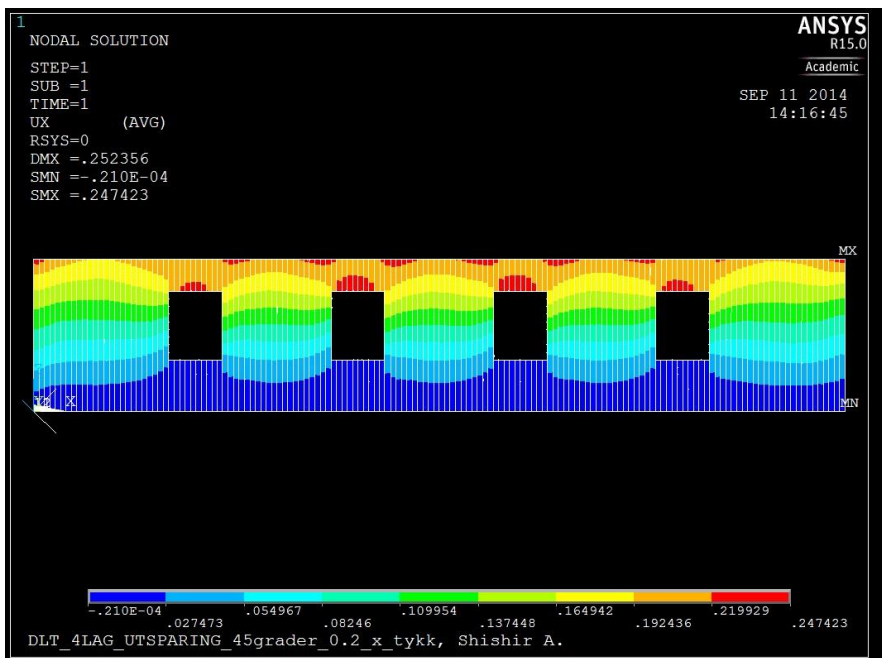 1
NODAL SOLUTION
STEP=1
SUB =1
TIME=1
UX (AVG)
RSYS=0
DMX =.252356
SMN =-.210E-04
SMX =.247423
ANSYS
R15.0
Academic
SEP 11 2014
14:16:45
MX
X
MN
-.210E-04 .054967 .109954 .164942 .219929
.027473 .08246 .137448 .192436 .247423
DLT_4LAG_UTSPARING_45grader_0.2_x_tykk, Shishir A.